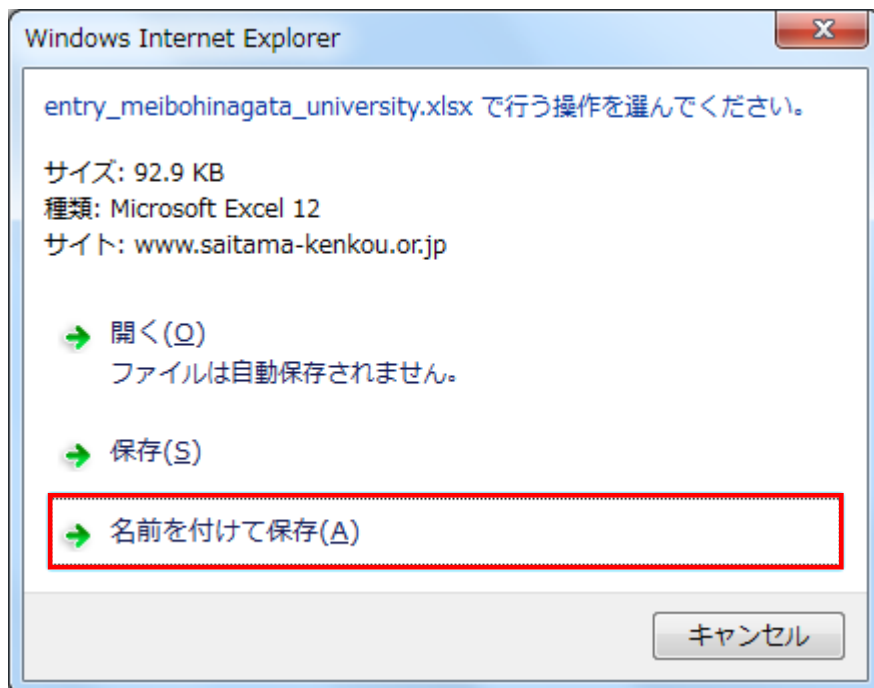 Windows Internet Explorer
entry_meibohinagata_university.xlsx で行う操作を選んでください。
サイズ: 92.9 KB
種類: Microsoft Excel 12
サイト: www.saitama-kenkou.or.jp
開く(O)
ファイルは自動保存されません。
保存(S)
名前を付けて保存(A)
キャンセル